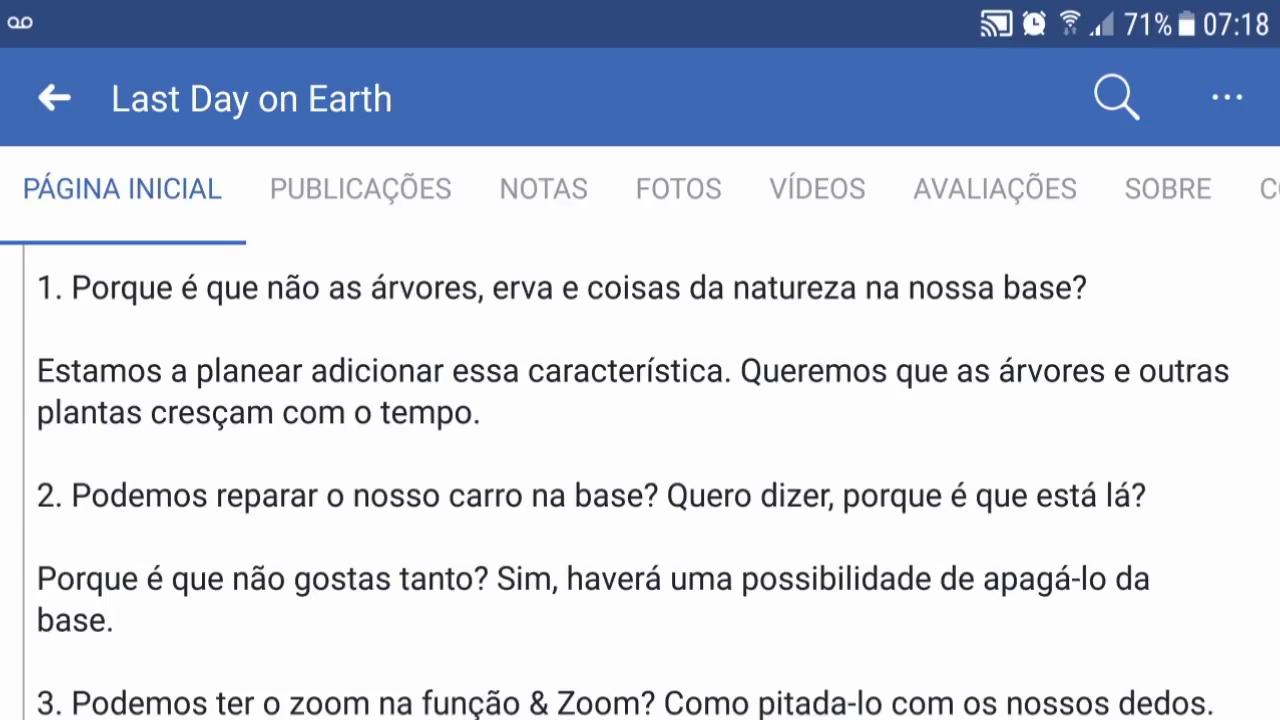 71% 07:18
Last Day on Earth
PÁGINA INICIAL PUBLICAÇÕES NOTAS FOTOS VÍDEOS AVALIAÇÕES SOBRE
1. Porque é que não as árvores, erva e coisas da natureza na nossa base?
Estamos a planear adicionar essa característica. Queremos que as árvores e outras
plantas cresçam com o tempo.
2. Podemos reparar o nosso carro na base? Quero dizer, porque é que está lá?
Porque é que não gostas tanto? Sim, haverá uma possibilidade de apagá-lo da
base.
3. Podemos ter o zoom na função & Zoom? Como pitada-lo com os nossos dedos.